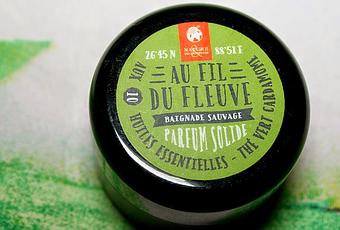 26°45 N 88°51 E
AU FIL
DU FLEUVE
BAIGNADE SAUVAGE
PARFUM SOLIDE
AUX 10 HUILES ESSENTIELLES - THÉ VERT CARDAMOME